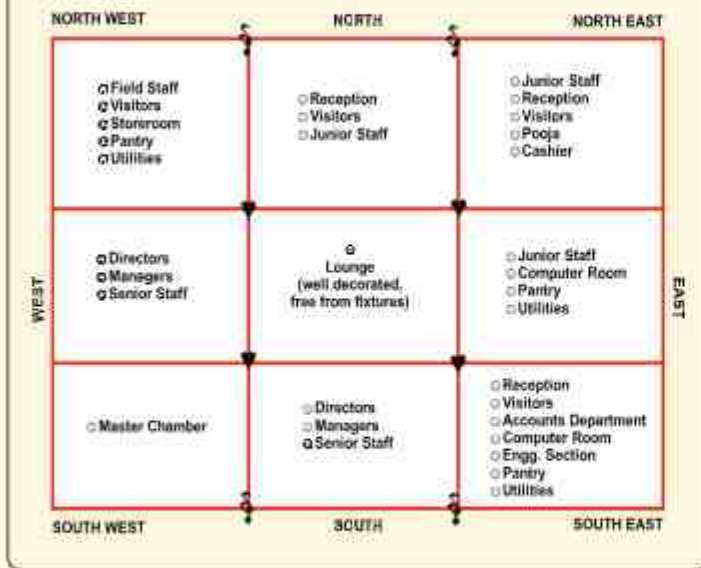 NORTH WEST
NORTH
NORTH EAST
Field Staff
Visitors
Storeroom
Pantry
Utilities
Reception
Visitors
Junior Staff
Junior Staff
Reception
Visitors
Pooja
Cashier
WEST
Directors
Managers
Senior Staff
Lounge
(well decorated,
free from fixtures)
Junior Staff
Computer Room
Pantry
Utilities
EAST
Master Chamber
Directors
Managers
Senior Staff
Reception
Visitors
Accounts Department
Computer Room
Engg. Section
Pantry
Utilities
SOUTH WEST
SOUTH
SOUTH EAST